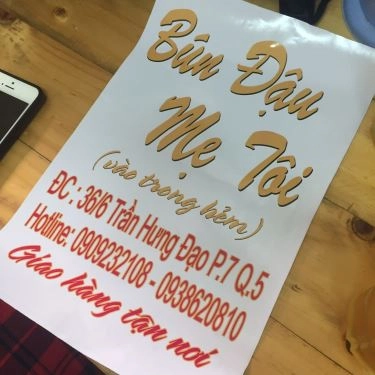 Bún Đậu
Mẹ Tôi
(vào trong hẻm)
ĐC : 36/6 Trần Hưng Đạo P.7 Q.5
Hotline: 0909232108 - 0938620810
Giao hàng tận nơi